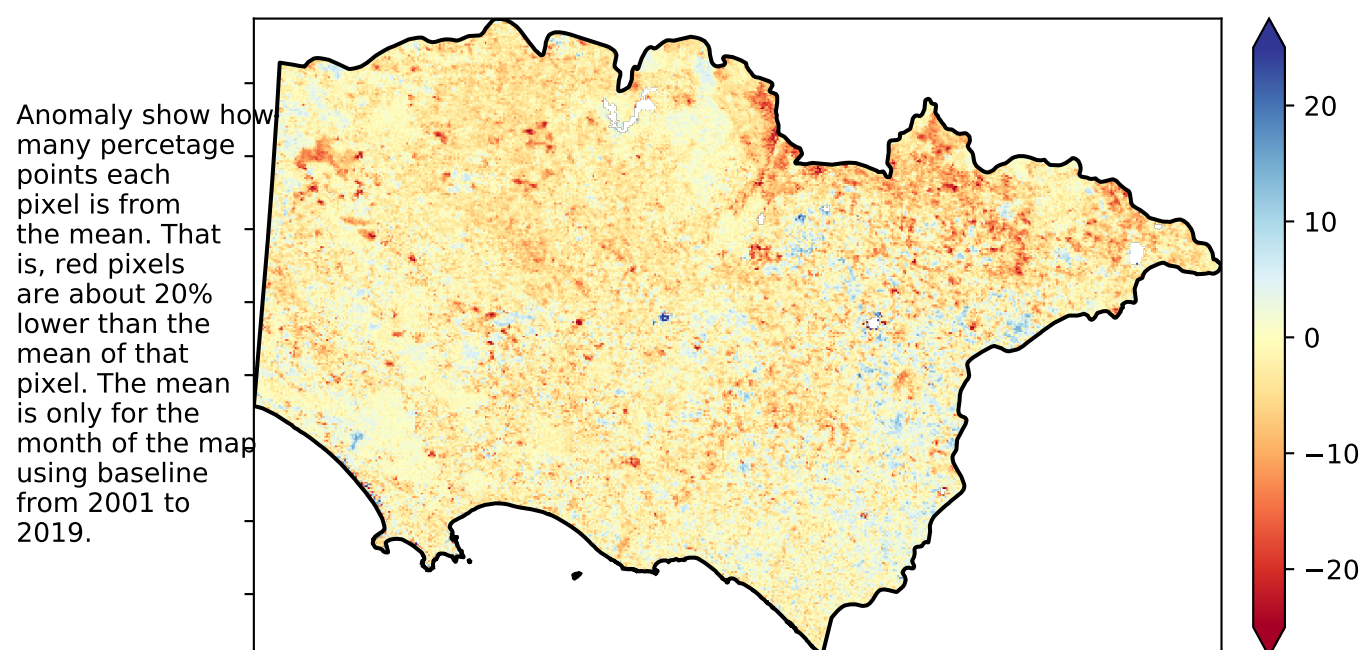 Anomaly show how
many percetage
points each
pixel is from
the mean. That
is, red pixels
are about 20%
lower than the
mean of that
pixel. The mean
is only for the
month of the map
using baseline
from 2001 to
2019.
20
10
0
−10
−20